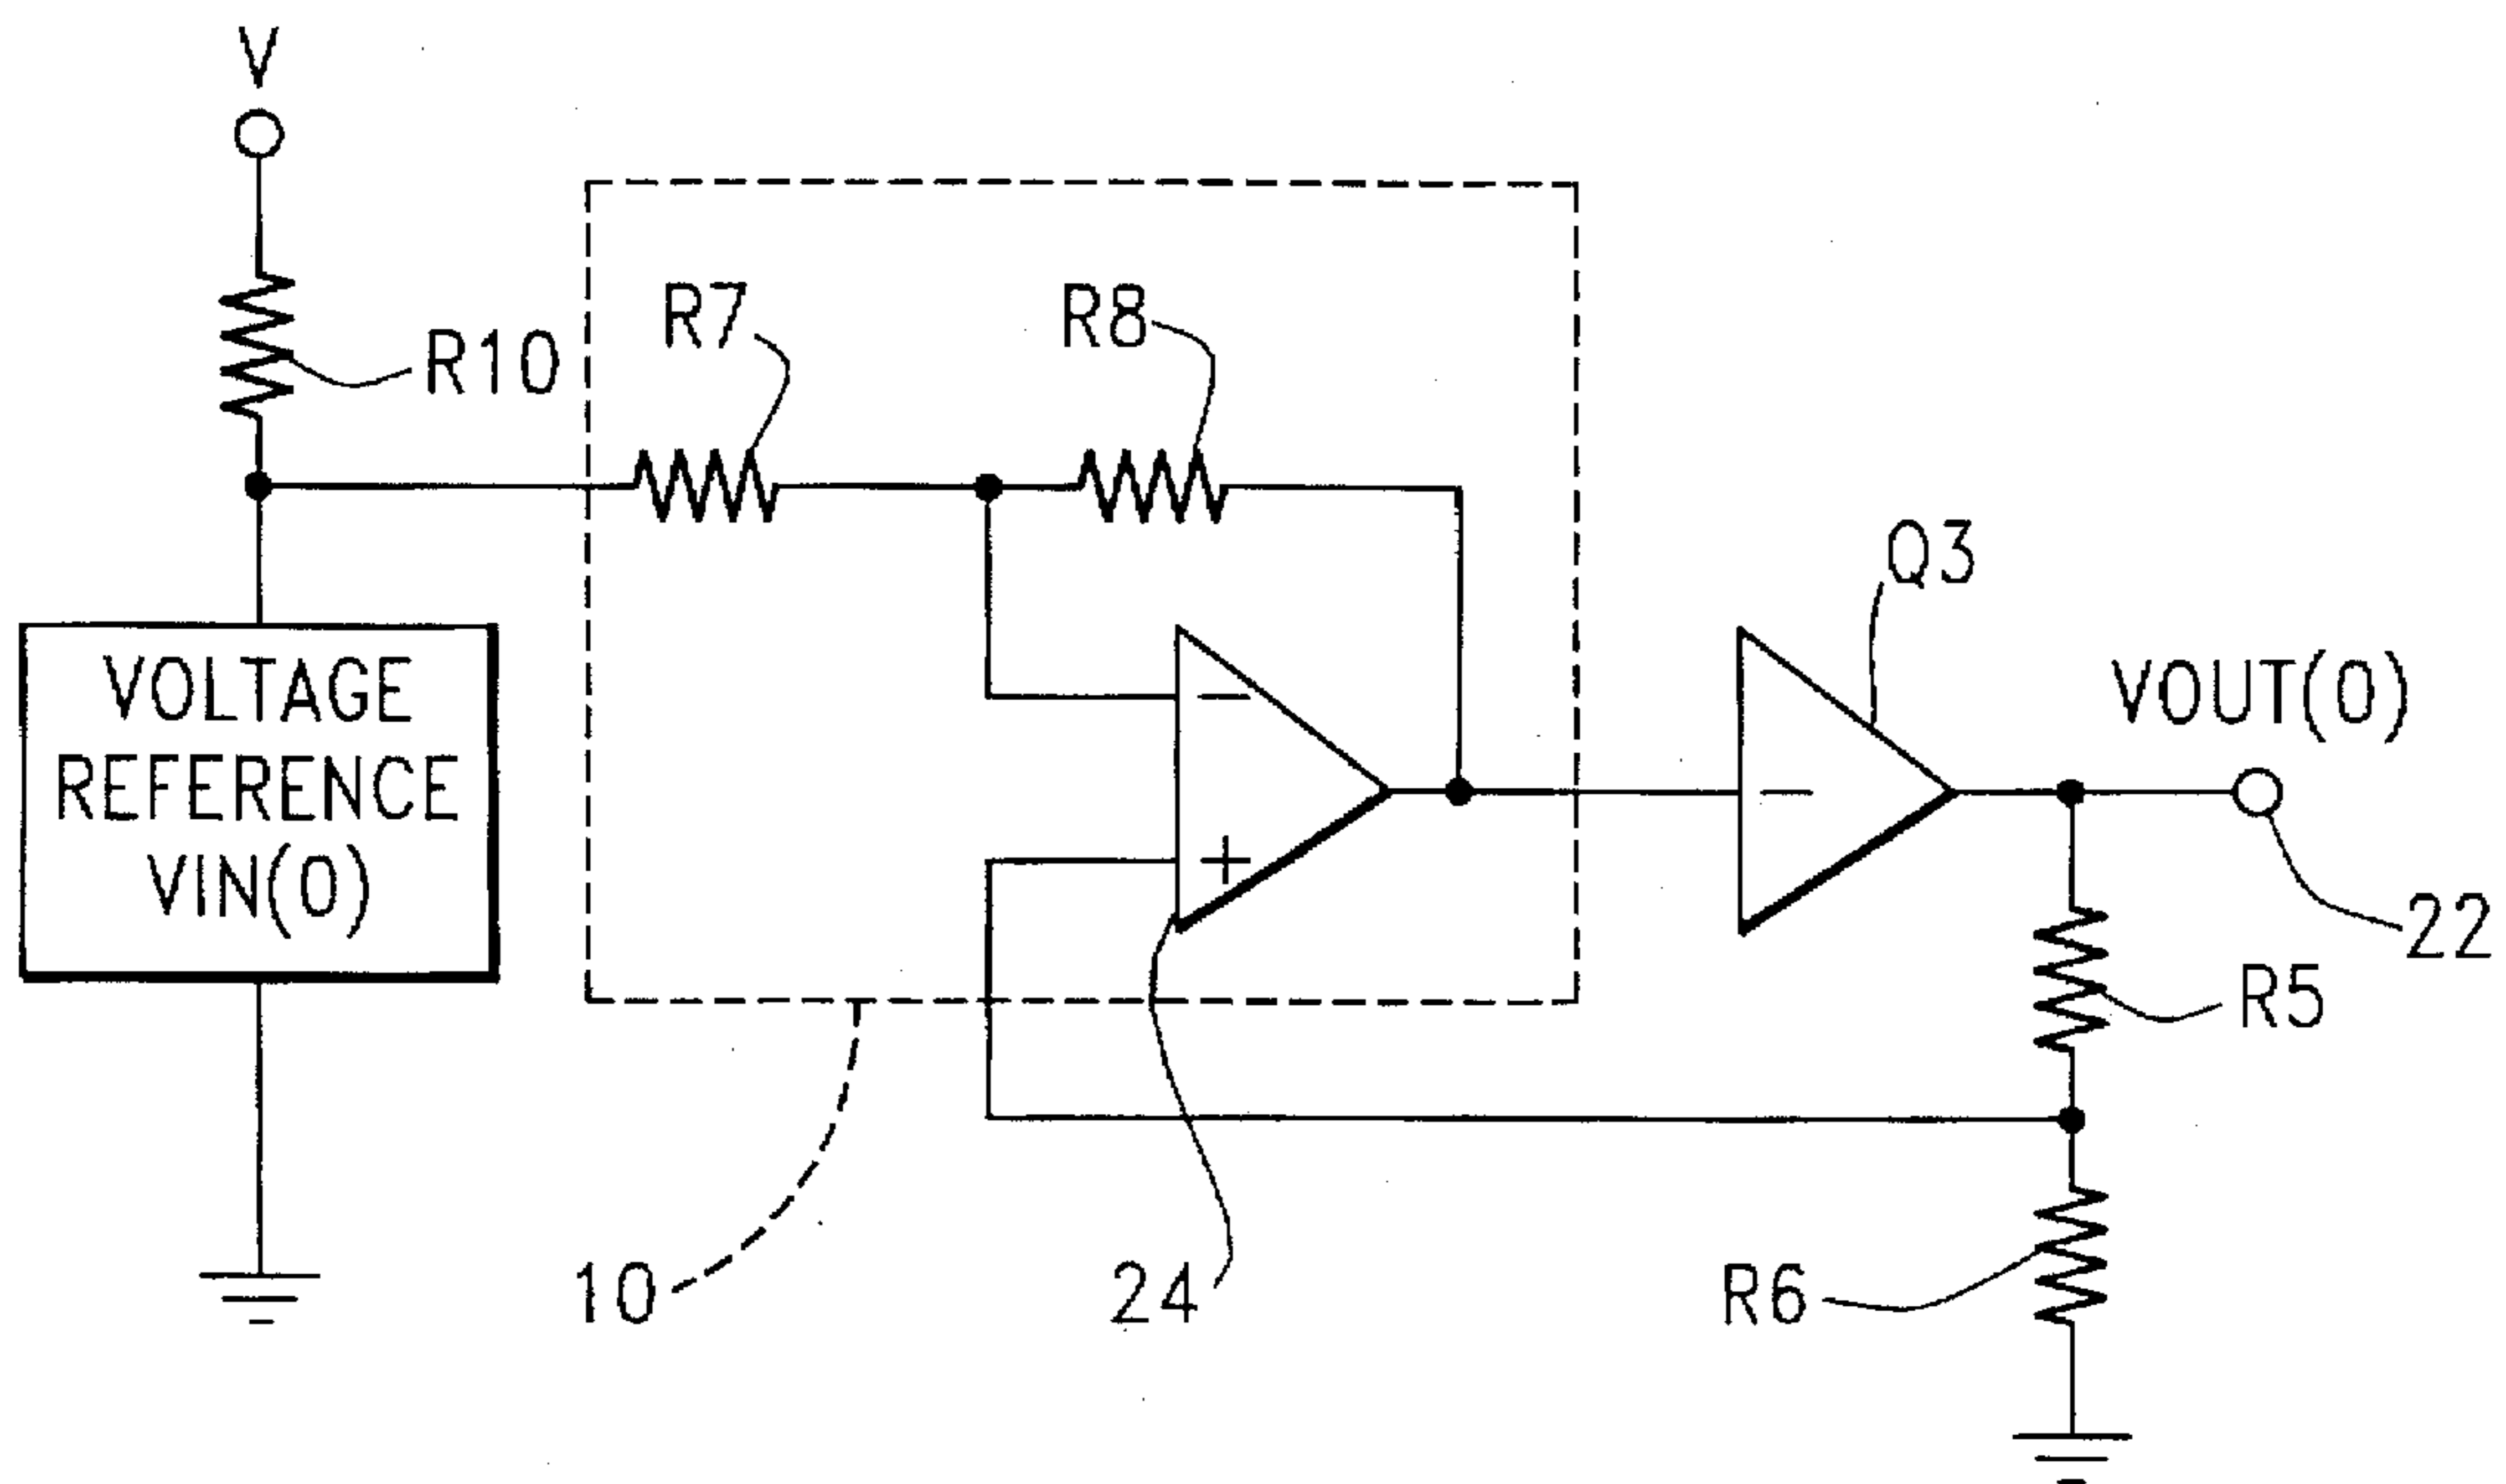 V
R10
R7
R8
Q3
VOLTAGE
REFERENCE
VIN(0)
−
+
−
VOUT(0)
22
R5
10
24
R6